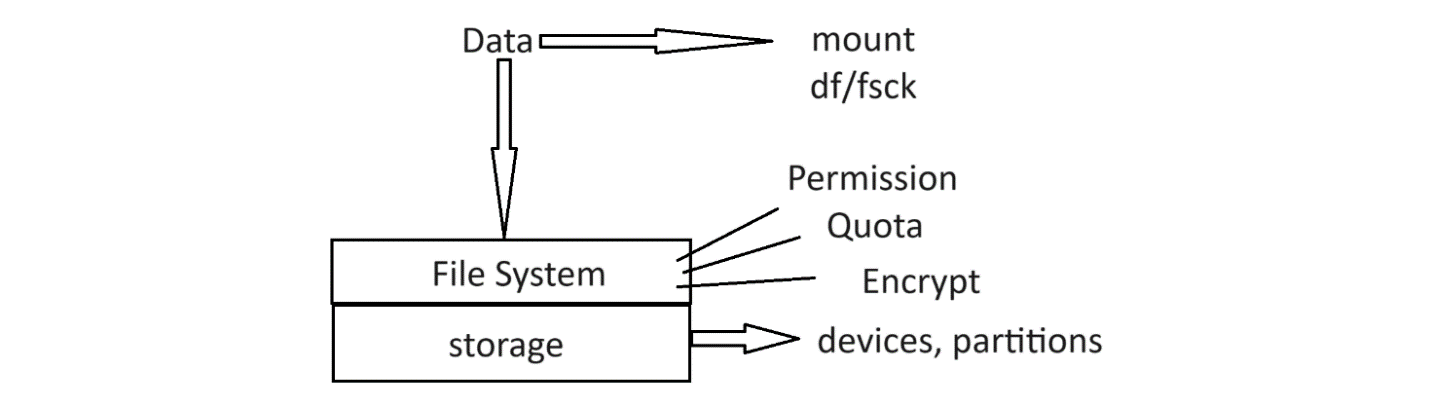 Data
mount
df/fsck
Permission
Quota
File System
Encrypt
storage
devices, partitions